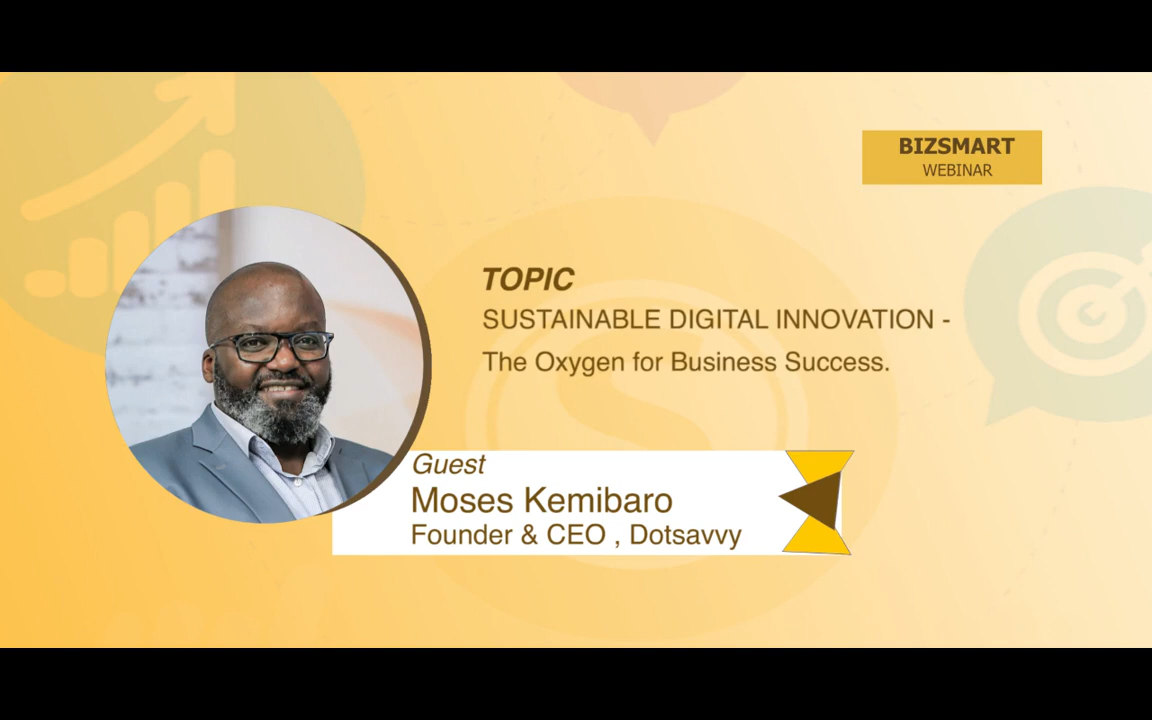 BIZSMART
WEBINAR
TOPIC
SUSTAINABLE DIGITAL INNOVATION -
The Oxygen for Business Success.
Guest
Moses Kemibaro
Founder & CEO , Dotsavvy